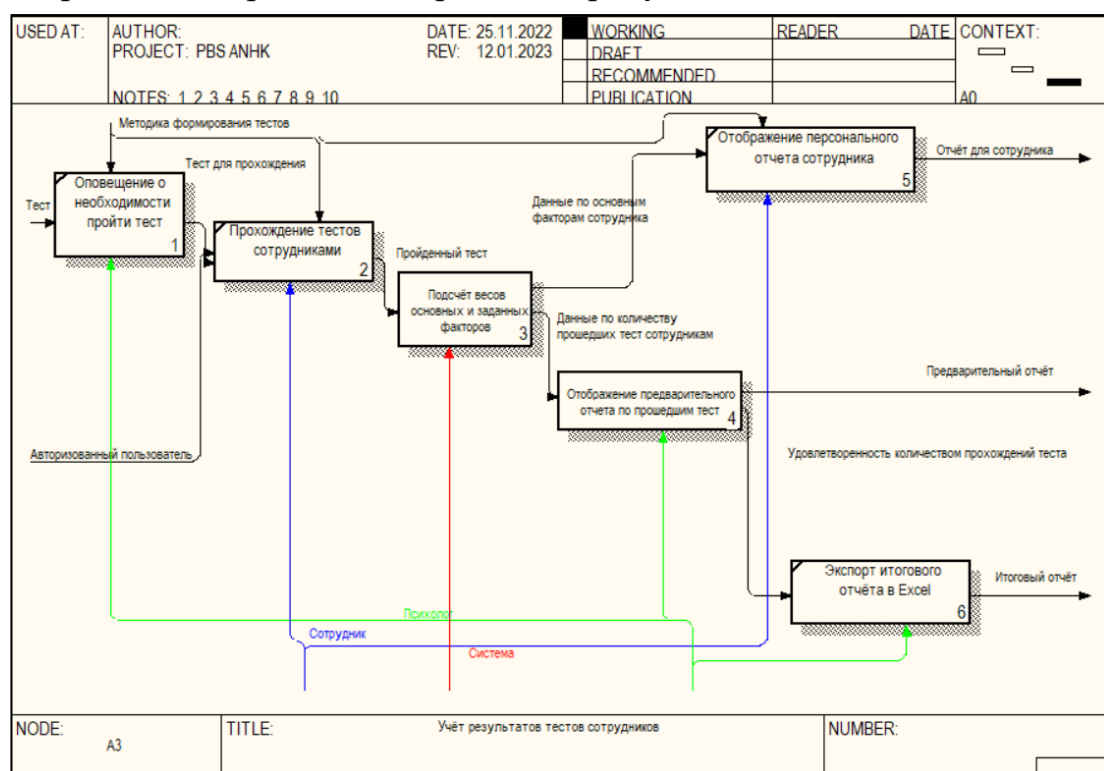 USED AT:
AUTHOR:
DATE: 25.11.2022
PROJECT: PBS ANHK
REV: 12.01.2023
NOTES: 1 2 3 4 5 6 7 8 9 10
WORKING
DRAFT
RECOMMENDED
PUBLICATION
READER
DATE
CONTEXT:
A0
Методика формирования тестов
Тест для прохождения
Тест
Оповещение о
необходимости
пройти тест
1
Прохождение тестов
сотрудниками
2
Пройденный тест
Подсчёт весов
основных и заданных
факторов
3
Данные по основным
факторам сотрудника
Отображение персонального
отчета сотрудника
5
Отчёт для сотрудника
Данные по количеству
прошедших тест сотрудникам
Отображение предварительного
отчета по прошедшим тест
4
Предварительный отчёт
Авторизованный пользователь
Удовлетворенность количеством прохождений теста
Экспорт итогового
отчёта в Excel
6
Итоговый отчёт
Психолог
Сотрудник
Система
NODE:
A3
TITLE:
Учёт результатов тестов сотрудников
NUMBER: